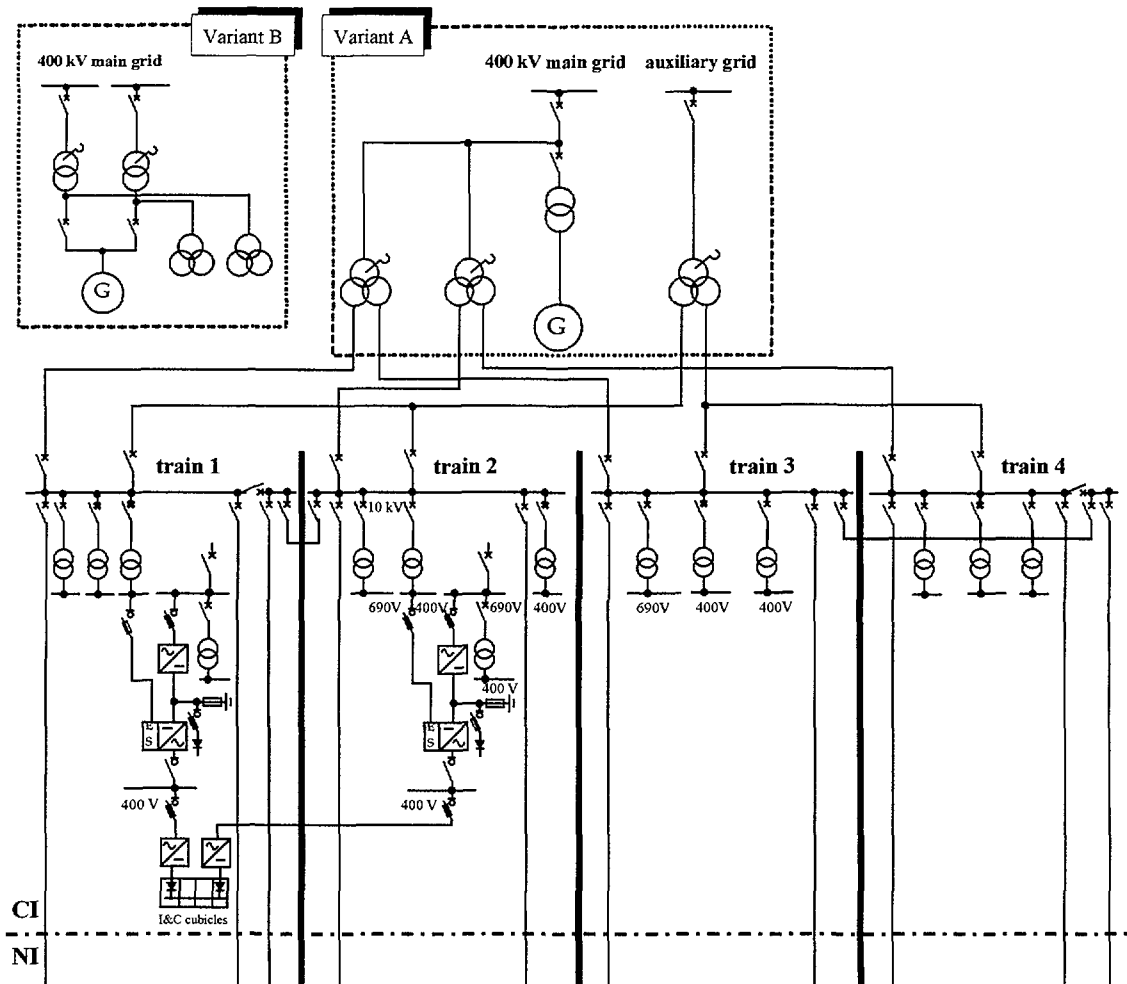 Variant B
Variant A
400 kV main grid
400 kV main grid
auxiliary grid
G
G
train 1
train 2
train 3
train 4
10 kV
690V
400V
690V
400V
690V
400V
400V
400 V
E
S
E
S
400 V
400 V
I&C cubicles
CI
NI